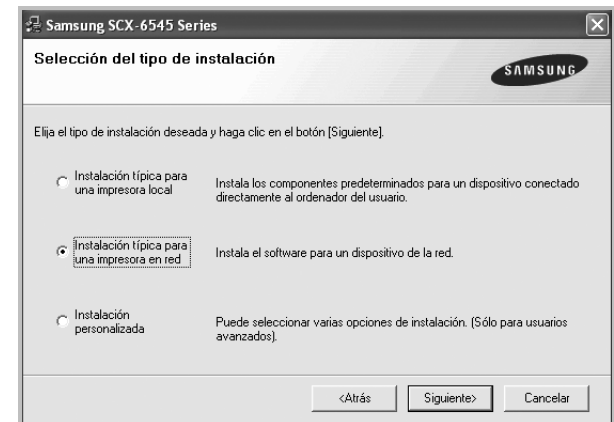 Samsung SCX-6545 Series
Selección del tipo de instalación
SAMSUNG
Elija el tipo de instalación deseada y haga clic en el botón [Siguiente].
Instalación típica para
una impresora local
Instala los componentes predeterminados para un dispositivo conectado
directamente al ordenador del usuario.
Instalación típica para
una impresora en red
Instala el software para un dispositivo de la red.
Instalación
personalizada
Puede seleccionar varias opciones de instalación. (Sólo para usuarios
avanzados).
<Atrás
Siguiente>
Cancelar